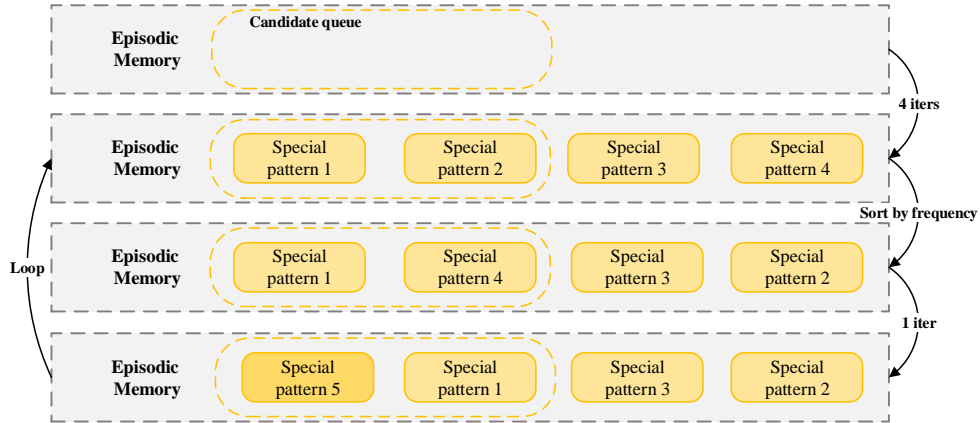 Candidate queue
Episodic
Memory
4 iters
Episodic
Memory
Special
pattern 1
Special
pattern 2
Special
pattern 3
Special
pattern 4
Sort by frequency
Episodic
Memory
Special
pattern 1
Special
pattern 4
Special
pattern 3
Special
pattern 2
Loop
1 iter
Episodic
Memory
Special
pattern 5
Special
pattern 1
Special
pattern 3
Special
pattern 2